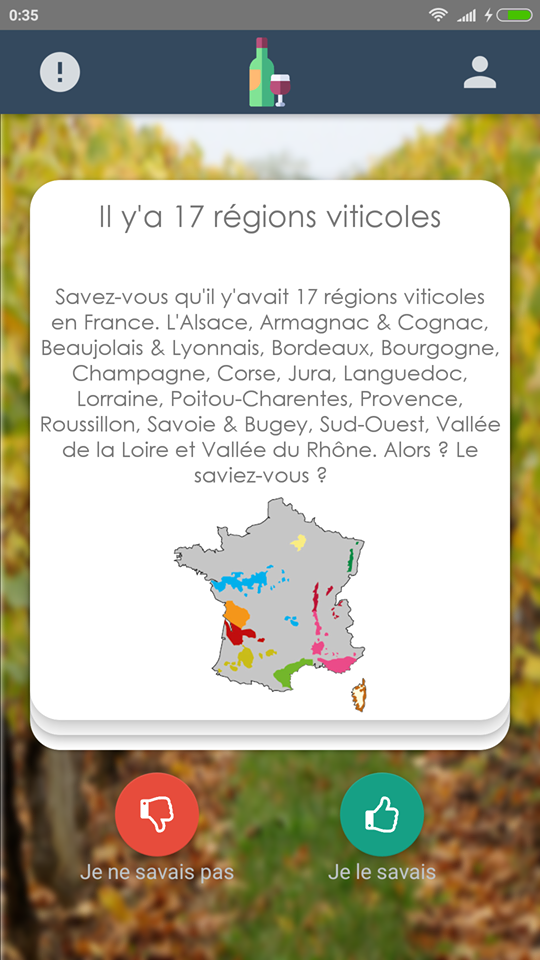 0:35
Il y'a 17 régions viticoles
Savez-vous qu'il y'avait 17 régions viticoles
en France. L'Alsace, Armagnac & Cognac,
Beaujolais & Lyonnais, Bordeaux, Bourgogne,
Champagne, Corse, Jura, Languedoc,
Lorraine, Poitou-Charentes, Provence,
Roussillon, Savoie & Bugey, Sud-Ouest, Vallée
de la Loire et Vallée du Rhône. Alors ? Le
saviez-vous ?
Je ne savais pas
Je le savais